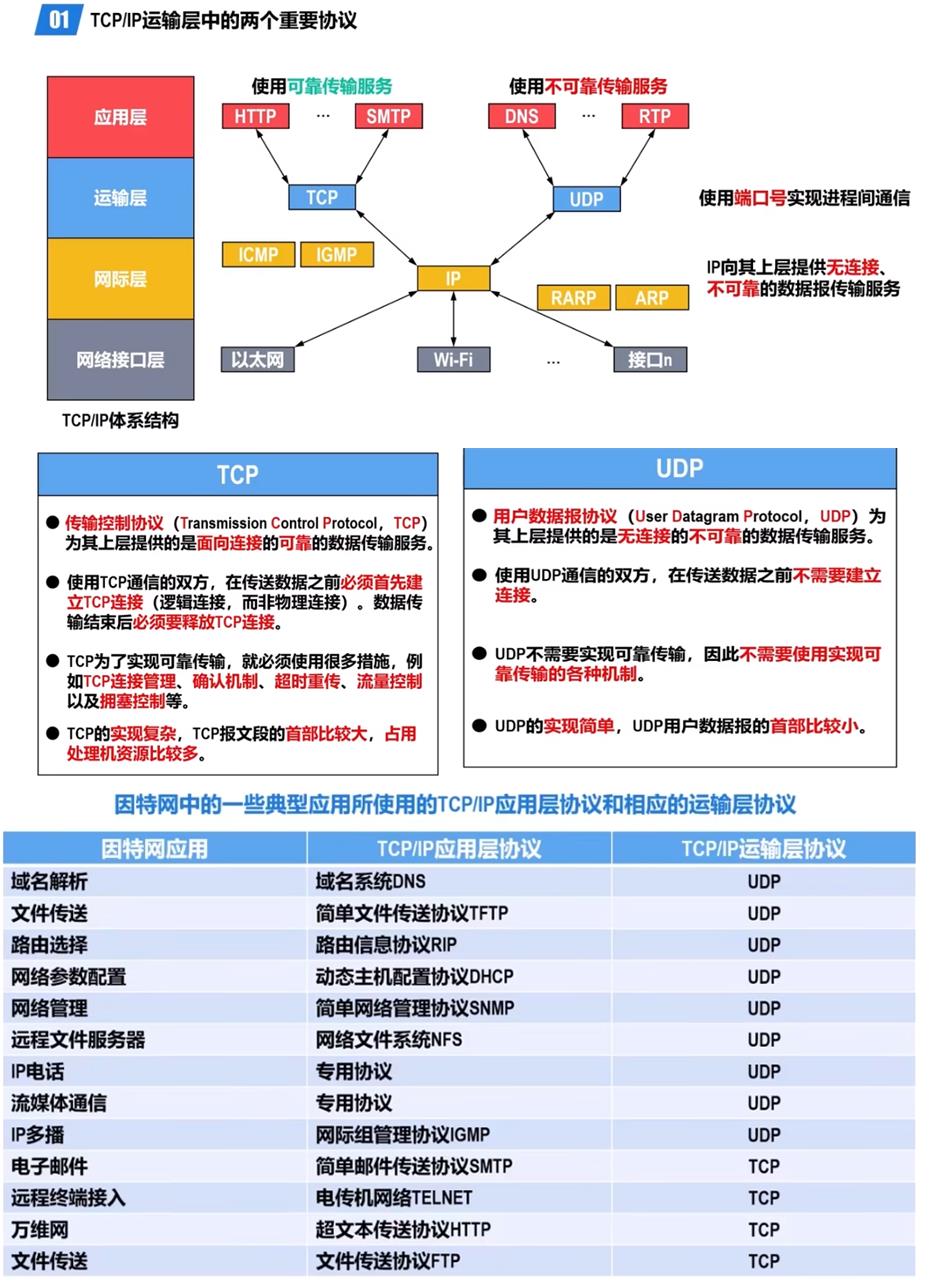 01 TCP/IP运输层中的两个重要协议
使用可靠传输服务
使用不可靠传输服务
应用层
HTTP … SMTP
DNS … RTP
运输层
TCP
UDP
使用端口号实现进程间通信
网际层
ICMP IGMP
IP
RARP ARP
IP向其上层提供无连接、
不可靠的数据报传输服务
网络接口层
以太网
Wi-Fi
…
接口n
TCP/IP体系结构
TCP
● 传输控制协议（Transmission Control Protocol，TCP）
为其上层提供的是面向连接的可靠的数据传输服务。
● 使用TCP通信的双方，在传送数据之前必须首先建
立TCP连接（逻辑连接，而非物理连接）。数据传
输结束后必须要释放TCP连接。
● TCP为了实现可靠传输，就必须使用很多措施，例
如TCP连接管理、确认机制、超时重传、流量控制
以及拥塞控制等。
● TCP的实现复杂，TCP报文段的首部比较大，占用
处理机资源比较多。
UDP
● 用户数据报协议（User Datagram Protocol，UDP）为
其上层提供的是无连接的不可靠的数据传输服务。
● 使用UDP通信的双方，在传送数据之前不需要建立
连接。
● UDP不需要实现可靠传输，因此不需要使用实现可
靠传输的各种机制。
● UDP的实现简单，UDP用户数据报的首部比较小。
因特网中的一些典型应用所使用的TCP/IP应用层协议和相应的运输层协议
因特网应用 TCP/IP应用层协议 TCP/IP运输层协议
域名解析 域名系统DNS UDP
文件传送 简单文件传送协议TFTP UDP
路由选择 路由信息协议RIP UDP
网络参数配置 动态主机配置协议DHCP UDP
网络管理 简单网络管理协议SNMP UDP
远程文件服务器 网络文件系统NFS UDP
IP电话 专用协议 UDP
流媒体通信 专用协议 UDP
IP多播 网际组管理协议IGMP UDP
电子邮件 简单邮件传送协议SMTP TCP
远程终端接入 电传机网络TELNET TCP
万维网 超文本传送协议HTTP TCP
文件传送 文件传送协议FTP TCP